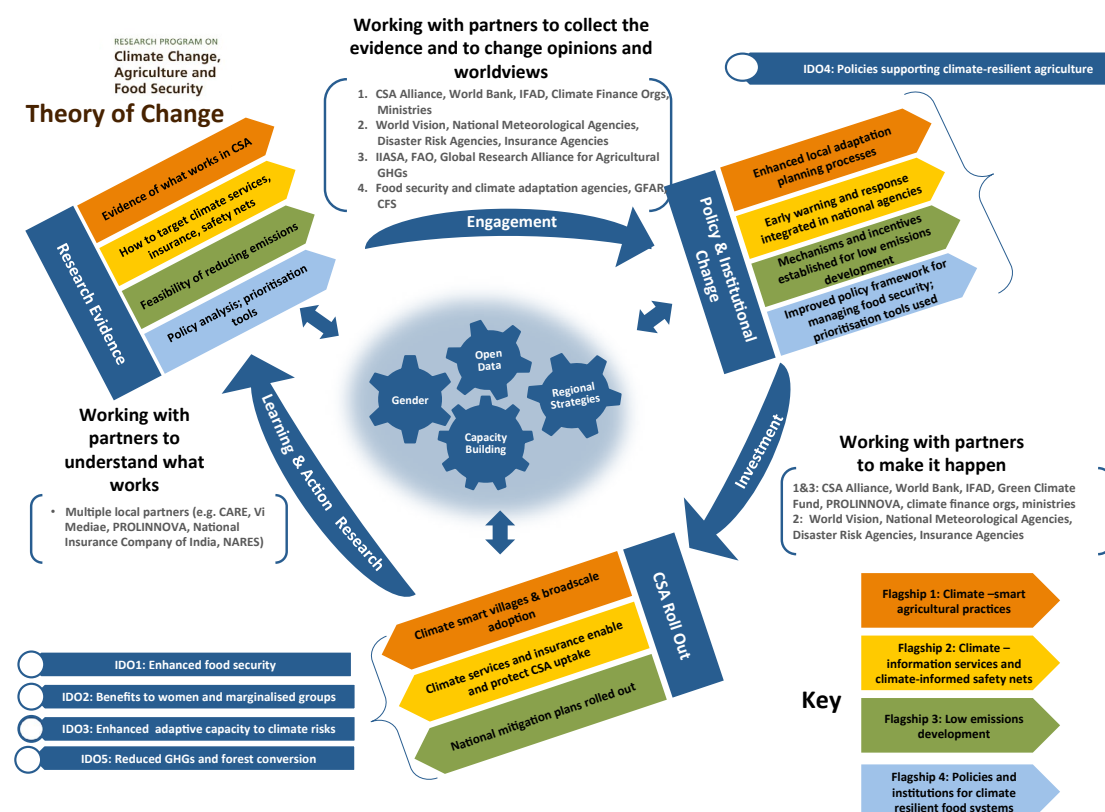 RESEARCH PROGRAM ON
Climate Change,
Agriculture and
Food Security
Theory of Change
Working with partners to collect the
evidence and to change opinions and
worldviews
1. CSA Alliance, World Bank, IFAD, Climate Finance Orgs,
Ministries
2. World Vision, National Meteorological Agencies,
Disaster Risk Agencies, Insurance Agencies
3. IIASA, FAO, Global Research Alliance for Agricultural
GHGs
4. Food security and climate adaptation agencies, GFAR,
CFS
IDO4: Policies supporting climate-resilient agriculture
Research Evidence
Evidence of what works in CSA
How to target climate services,
insurance, safety nets
Feasibility of reducing emissions
Policy analysis; prioritisation
tools
Engagement
Policy & Institutional
Change
Enhanced local adaptation
planning processes
Early warning and response
integrated in national agencies
Mechanisms and incentives
established for low emissions
development
Improved policy framework for
managing food security;
prioritisation tools used
Open
Data
Gender
Regional
Strategies
Capacity
Building
Working with
partners to
understand what
works
• Multiple local partners (e.g. CARE, Vi
Mediae, PROLINNOVA, National
Insurance Company of India, NARES)
Learning & Action Research
Investment
Working with partners
to make it happen
1&3: CSA Alliance, World Bank, IFAD, Green Climate
Fund, PROLINNOVA, climate finance orgs, ministries
2: World Vision, National Meteorological Agencies,
Disaster Risk Agencies, Insurance Agencies
CSA Roll Out
Climate smart villages & broadscale
adoption
Climate services and insurance enable
and protect CSA uptake
National mitigation plans rolled out
IDO1: Enhanced food security
IDO2: Benefits to women and marginalised groups
IDO3: Enhanced adaptive capacity to climate risks
IDO5: Reduced GHGs and forest conversion
Key
Flagship 1: Climate –smart
agricultural practices
Flagship 2: Climate –
information services and
climate-informed safety nets
Flagship 3: Low emissions
development
Flagship 4: Policies and
institutions for climate
resilient food systems